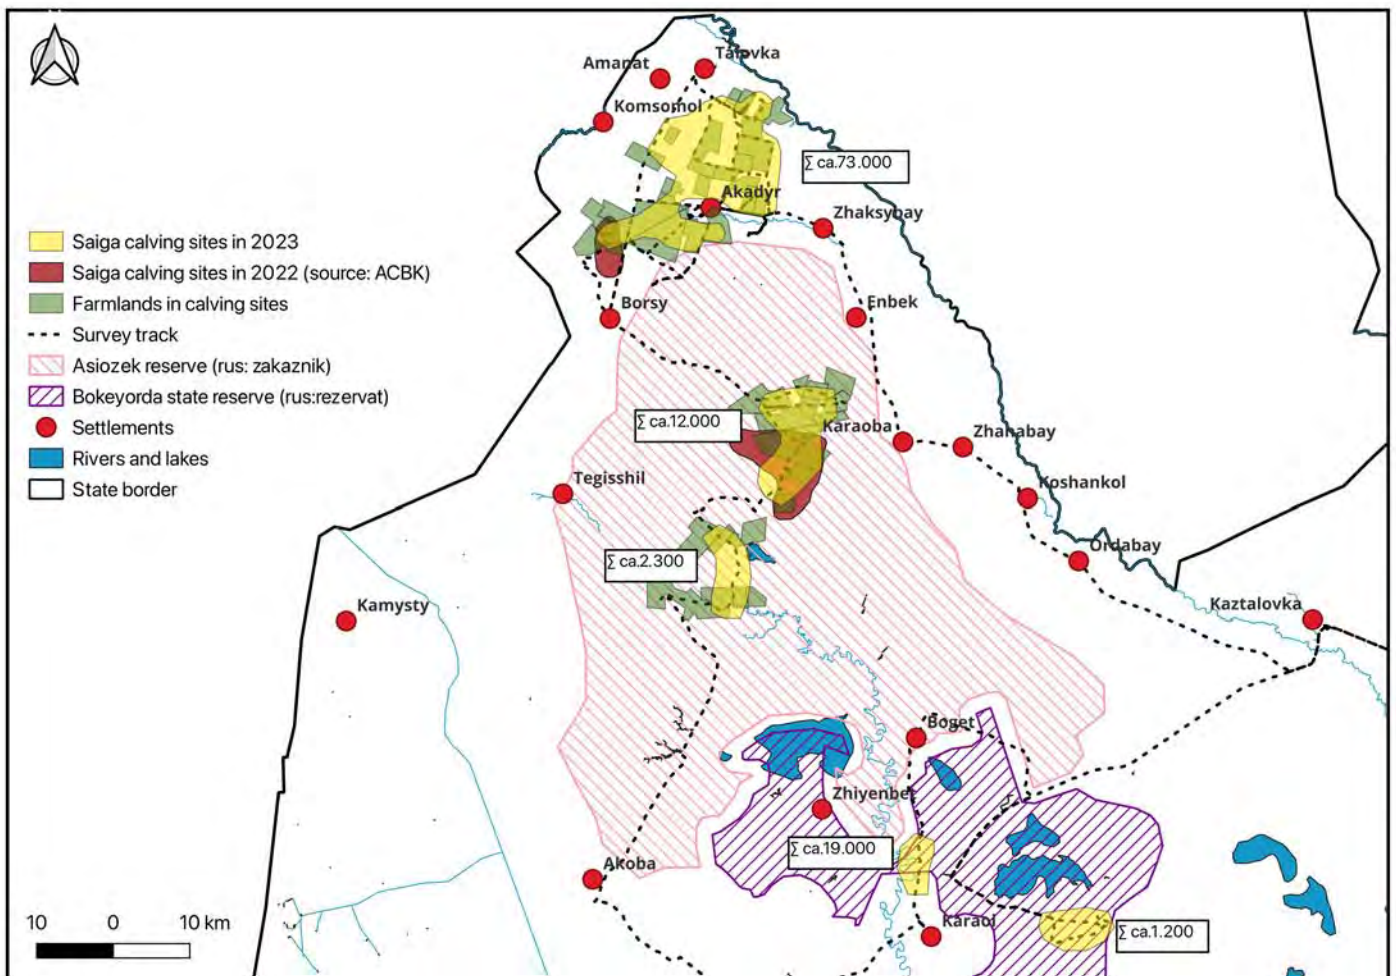 N
Talovka
Amanat
Komsomol
∑ ca.73.000
Akadyr
Zhaksybay
Saiga calving sites in 2023
Saiga calving sites in 2022 (source: ACBK)
Farmlands in calving sites
Survey track
Asiozek reserve (rus: zakaznik)
Bokeyorda state reserve (rus:rezervat)
Settlements
Rivers and lakes
State border
Borsy
Enbek
∑ ca.12.000
Karaoba
Zhanabay
Tegisshil
Koshankol
Ordabay
∑ ca.2.300
Kamysty
Kaztalovka
Boget
Zhiyenbet
∑ ca.19.000
Akoba
Karaol
∑ ca.1.200
10 0 10 km